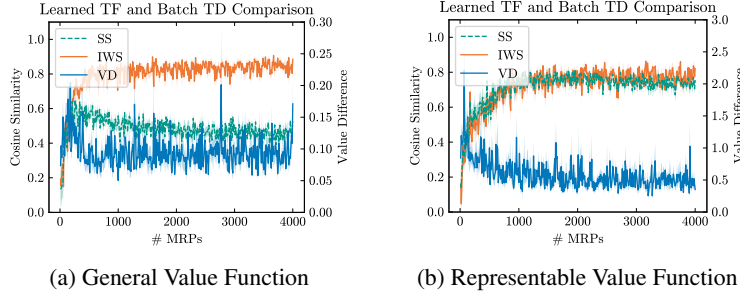 Learned TF and Batch TD Comparison
SS
IWS
VD
Cosine Similarity
1.0
0.8
0.6
0.4
0.2
0.0
Value Difference
0.30
0.25
0.20
0.15
0.10
0.05
0.00
0 1000 2000 3000 4000
# MRPs
(a) General Value Function
Learned TF and Batch TD Comparison
SS
IWS
VD
Cosine Similarity
1.0
0.8
0.6
0.4
0.2
0.0
Value Difference
3.0
2.5
2.0
1.5
1.0
0.5
0.0
0 1000 2000 3000 4000
# MRPs
(b) Representable Value Function